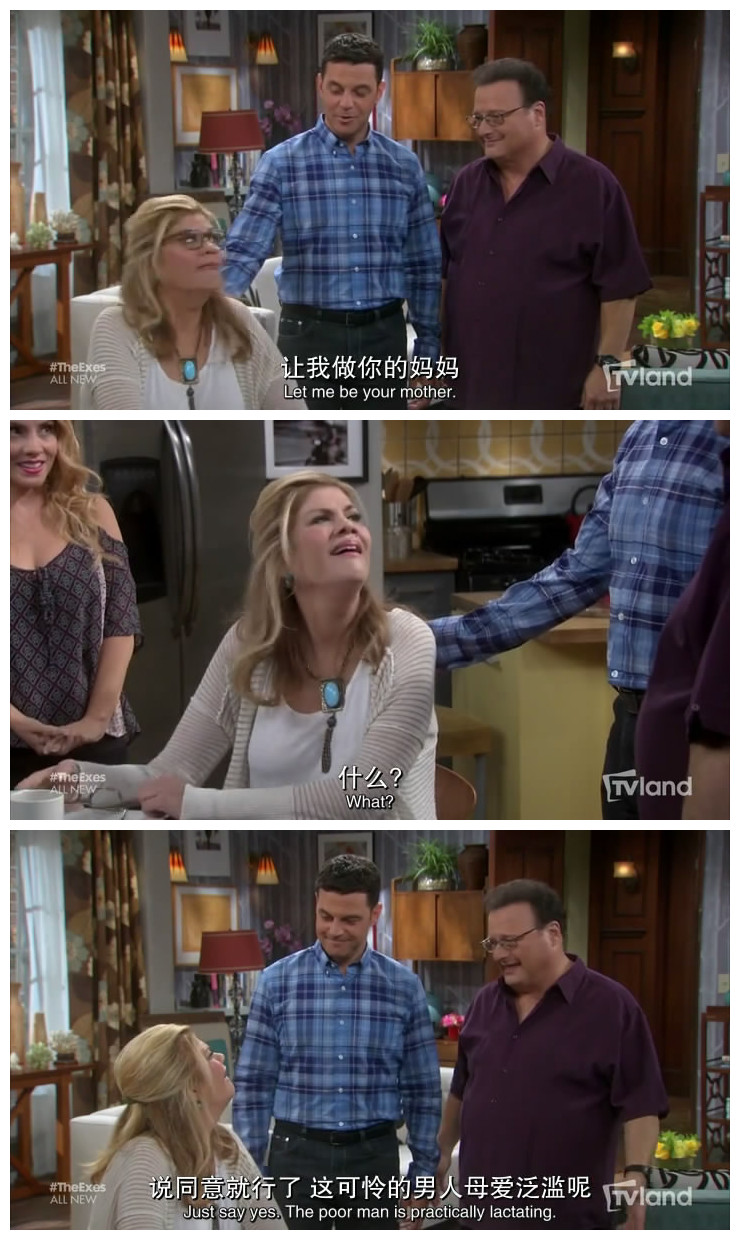 让我做你的妈妈
Let me be your mother.
#TheExes
ALL NEW
TVland
什么?
What?
#TheExes
ALL NEW
TVland
说同意就行了 这可怜的男人母爱泛滥呢
Just say yes. The poor man is practically lactating.
#TheExes
ALL NEW
TVland